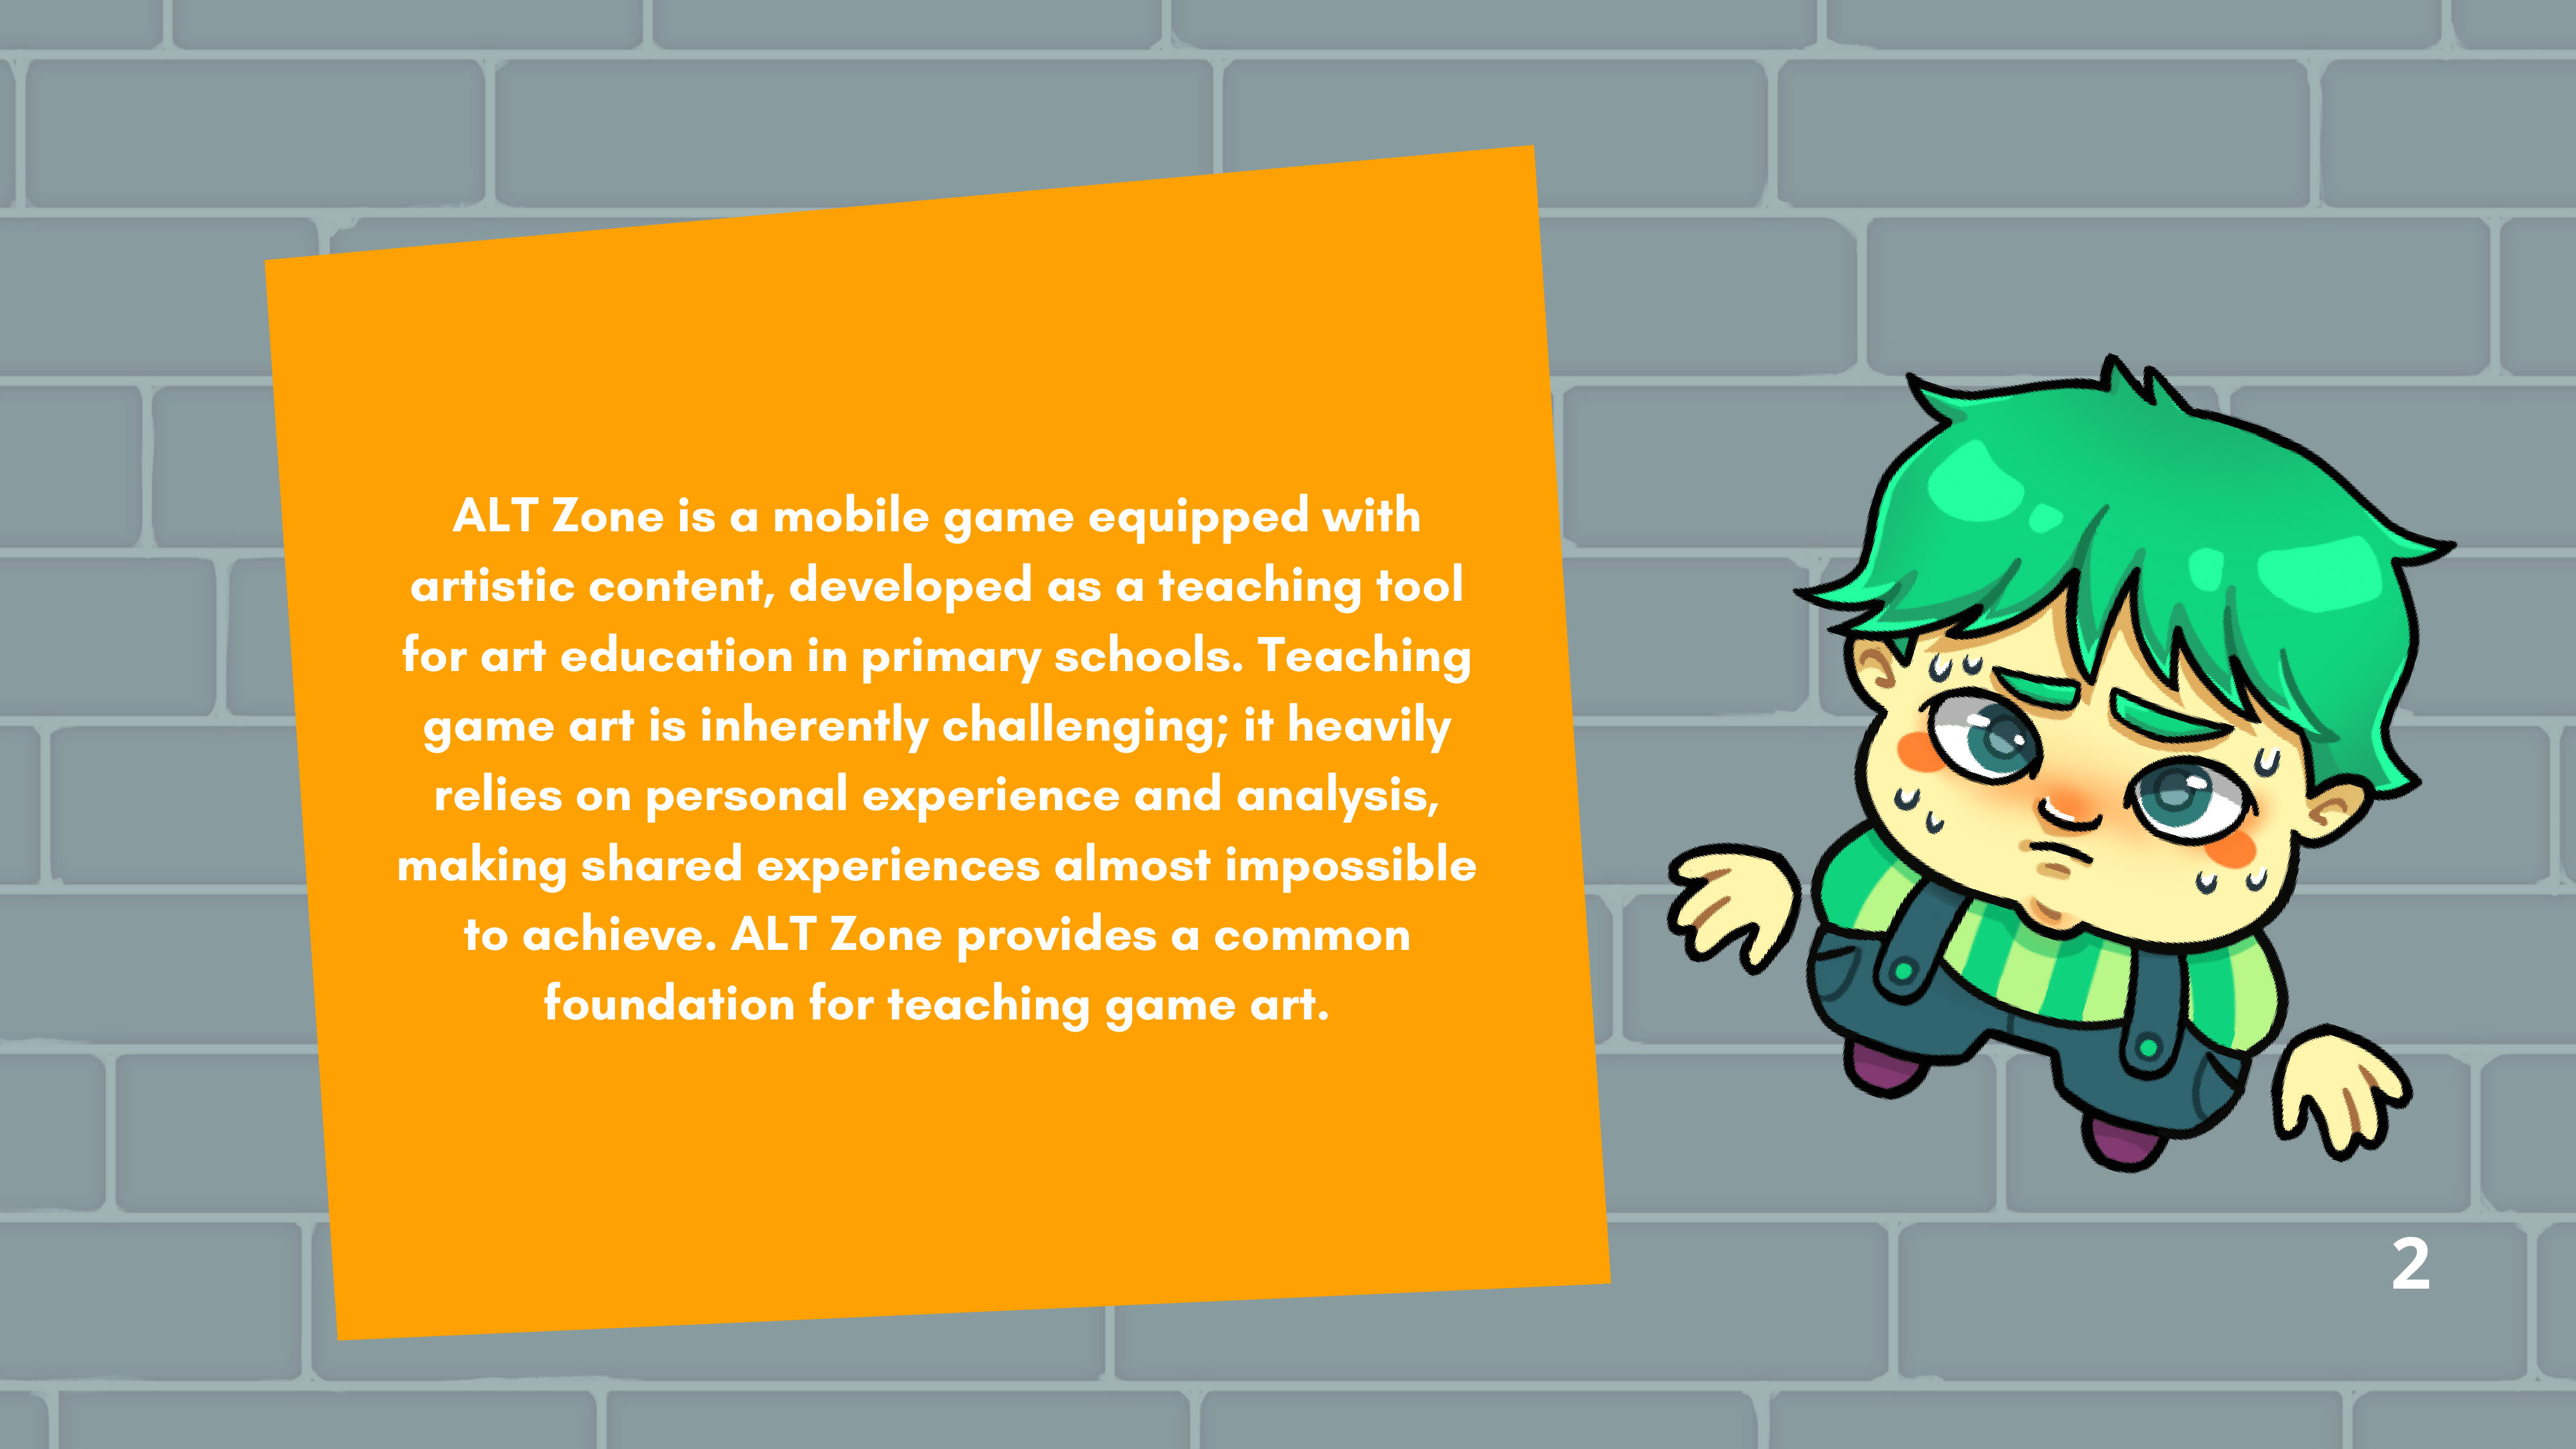 ALT Zone is a mobile game equipped with
artistic content, developed as a teaching tool
for art education in primary schools. Teaching
game art is inherently challenging; it heavily
relies on personal experience and analysis,
making shared experiences almost impossible
to achieve. ALT Zone provides a common
foundation for teaching game art.
2